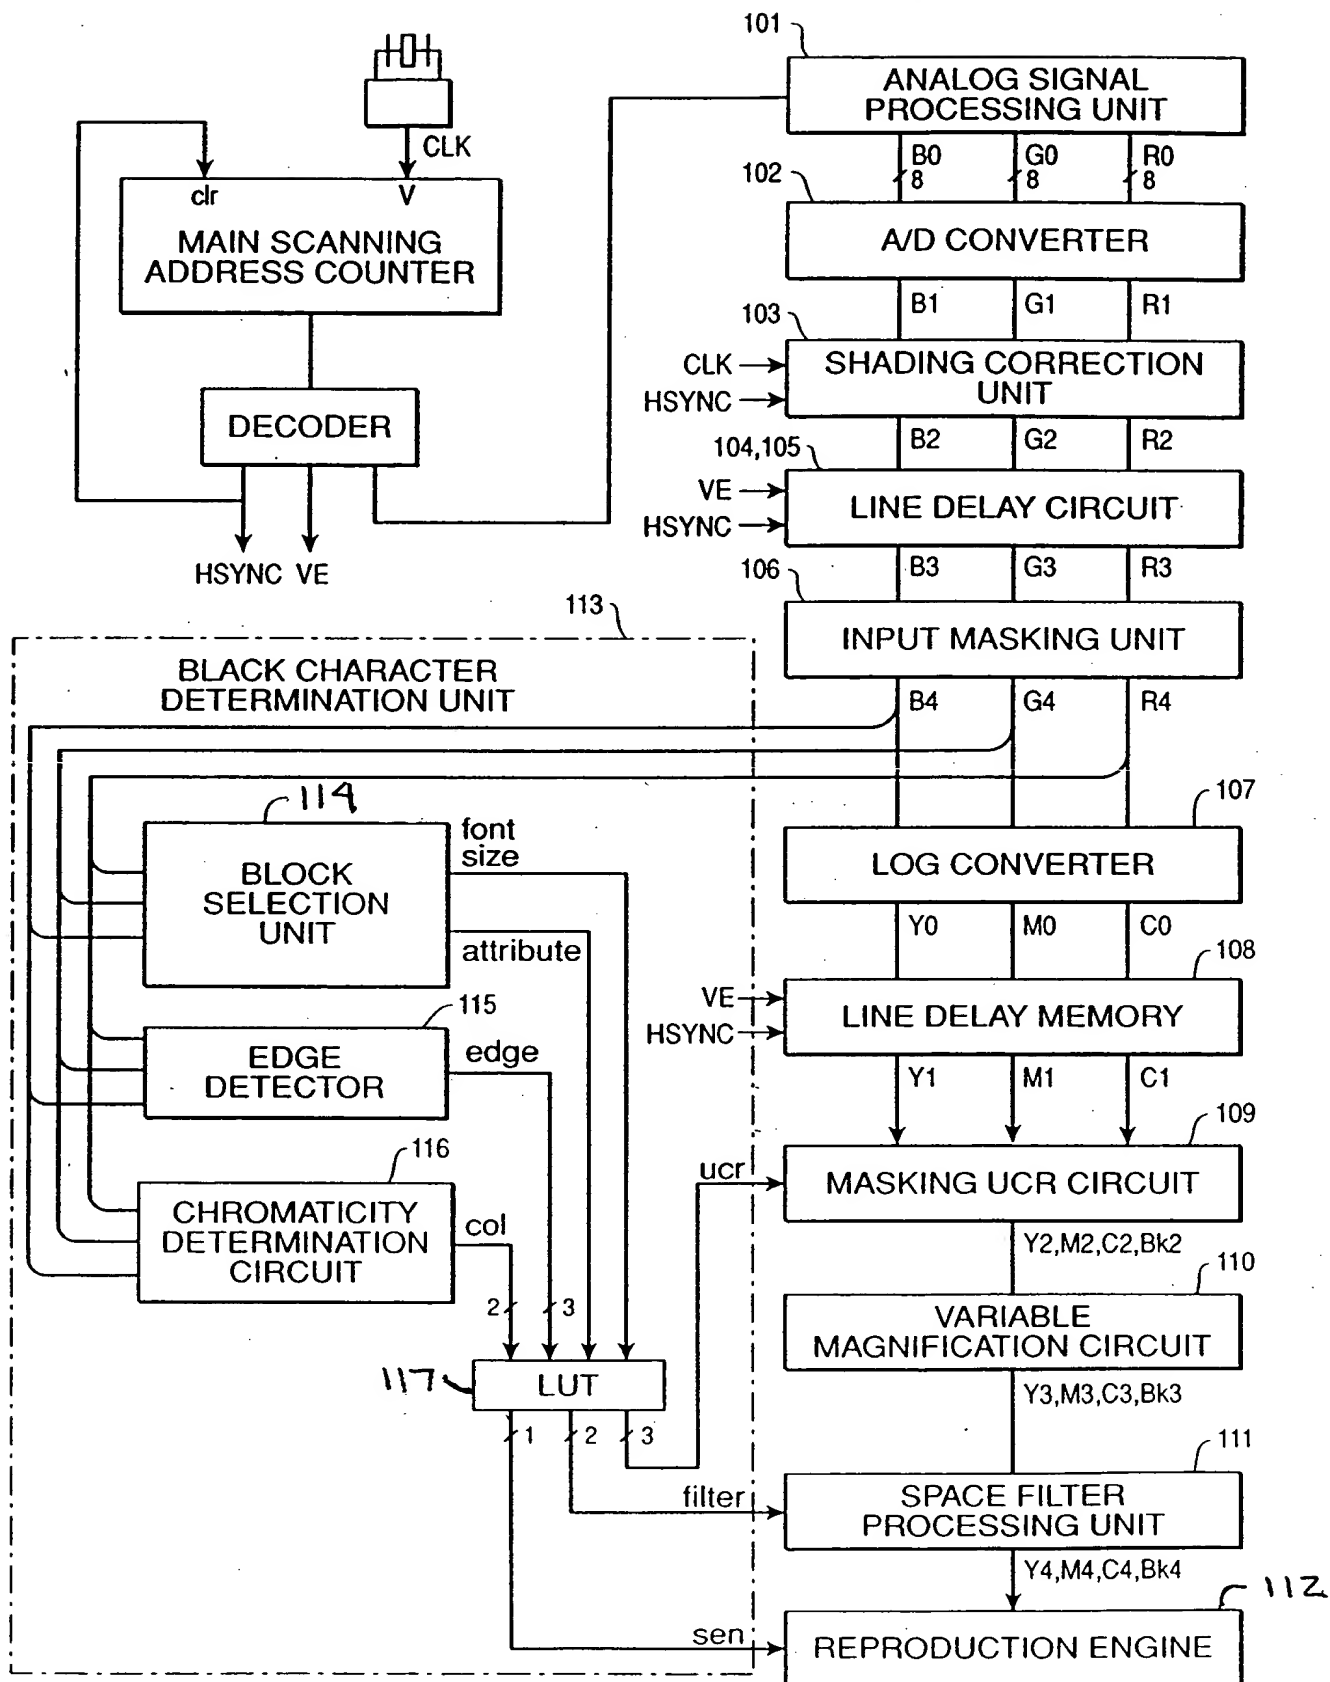 101
ANALOG SIGNAL
PROCESSING UNIT
CLK
B0
G0
R0
8
8
8
102
clr
V
MAIN SCANNING
ADDRESS COUNTER
A/D CONVERTER
B1
G1
R1
103
CLK
HSYNC
SHADING CORRECTION
UNIT
DECODER
B2
G2
R2
104,105
VE
HSYNC
LINE DELAY CIRCUIT
HSYNC
VE
B3
G3
R3
106
INPUT MASKING UNIT
113
BLACK CHARACTER
DETERMINATION UNIT
B4
G4
R4
107
114
BLOCK
SELECTION
UNIT
font
size
attribute
LOG CONVERTER
Y0
M0
C0
108
VE
HSYNC
LINE DELAY MEMORY
115
EDGE
DETECTOR
edge
Y1
M1
C1
109
116
CHROMATICITY
DETERMINATION
CIRCUIT
col
ucr
MASKING UCR CIRCUIT
Y2,M2,C2,Bk2
110
2
3
VARIABLE
MAGNIFICATION CIRCUIT
117
LUT
Y3,M3,C3,Bk3
1
2
3
111
filter
SPACE FILTER
PROCESSING UNIT
Y4,M4,C4,Bk4
112
sen
REPRODUCTION ENGINE